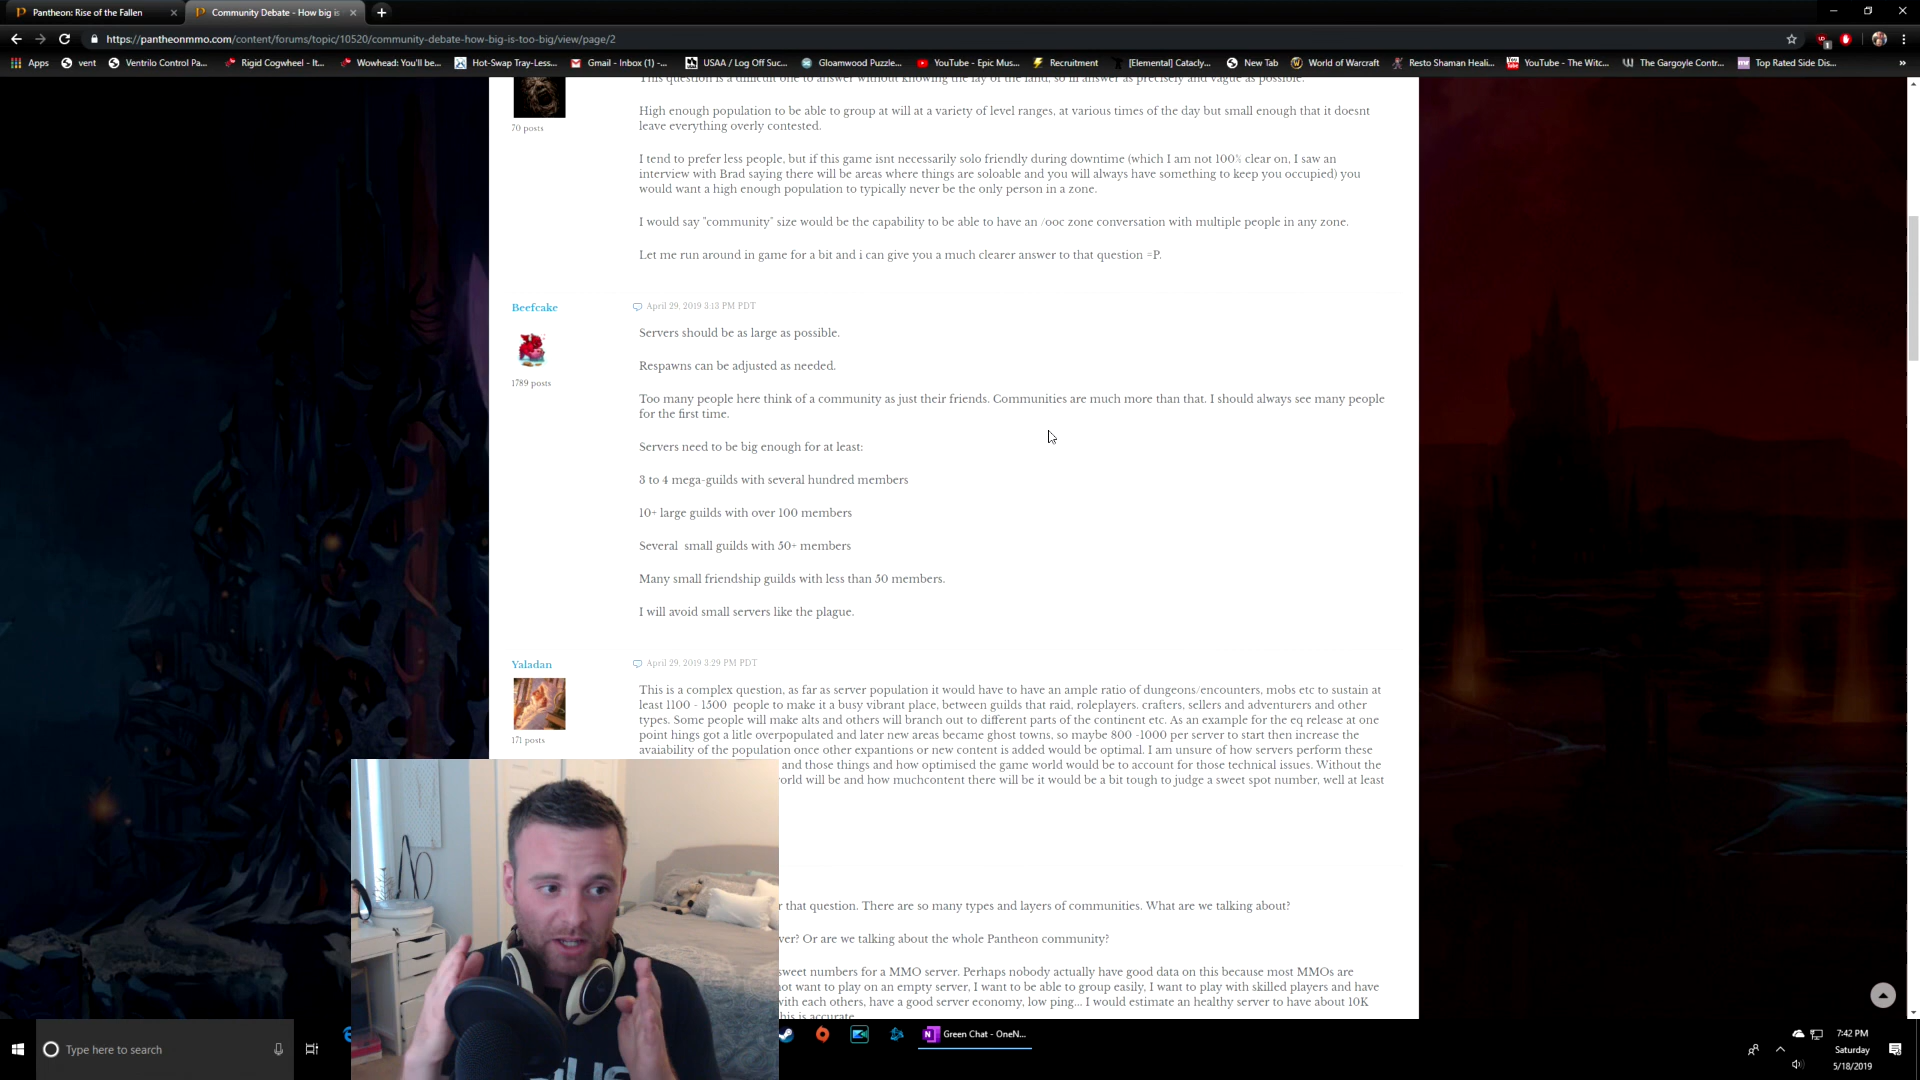 Pantheon: Rise of the Fallen
Community Debate - How big is
https://pantheonmmo.com/content/forums/topic/10520/community-debate-how-big-is-too-big/view/page/2
Apps vent Ventrilo Control Pa... Rigid Cogwheel - It... Wowhead: You'll be... Hot-Swap Tray-Less... Gmail - Inbox (1) -... USAA / Log Off Suc... Gloamwood Puzzle... YouTube - Epic Mus... Recruitment [Elemental] Catacly... New Tab World of Warcraft Resto Shaman Heali... YouTube - The Witc... The Gargoyle Contr... Top Rated Side Dis... »
This question is a difficult one to answer without knowing the lay of the land, so ill answer as precisely and vague as possible.
70 posts
High enough population to be able to group at will at a variety of level ranges, at various times of the day but small enough that it doesnt
leave everything overly contested.
I tend to prefer less people, but if this game isnt necessarily solo friendly during downtime (which I am not 100% clear on, I saw an
interview with Brad saying there will be areas where things are soloable and you will always have something to keep you occupied) you
would want a high enough population to typically never be the only person in a zone.
I would say "community" size would be the capability to be able to have an /ooc zone conversation with multiple people in any zone.
Let me run around in game for a bit and i can give you a much clearer answer to that question =P.
Beefcake
April 29, 2019 3:13 PM PDT
1789 posts
Servers should be as large as possible.
Respawns can be adjusted as needed.
Too many people here think of a community as just their friends. Communities are much more than that. I should always see many people
for the first time.
Servers need to be big enough for at least:
3 to 4 mega-guilds with several hundred members
10+ large guilds with over 100 members
Several  small guilds with 50+ members
Many small friendship guilds with less than 50 members.
I will avoid small servers like the plague.
Yaladan
April 29, 2019 3:29 PM PDT
171 posts
This is a complex question, as far as server population it would have to have an ample ratio of dungeons/encounters, mobs etc to sustain at
least 1100 - 1500  people to make it a busy vibrant place, between guilds that raid, roleplayers. crafters, sellers and adventurers and other
types. Some people will make alts and others will branch out to different parts of the continent etc. As an example for the eq release at one
point hings got a litle overpopulated and later new areas became ghost towns, so maybe 800 -1000 per server to start then increase the
avaiability of the population once other expantions or new content is added would be optimal. I am unsure of how servers perform these
and those things and how optimised the game world would be to account for those technical issues. Without the
world will be and how muchcontent there will be it would be a bit tough to judge a sweet spot number, well at least
that question. There are so many types and layers of communities. What are we talking about?
Or are we talking about the whole Pantheon community?
sweet numbers for a MMO server. Perhaps nobody actually have good data on this because most MMOs are
not want to play on an empty server, I want to be able to group easily, I want to play with skilled players and have
with each others, have a good server economy, low ping... I would estimate an healthy server to have about 10K
this is accurate
Type here to search
Green Chat - OneN...
7:42 PM
Saturday
5/18/2019